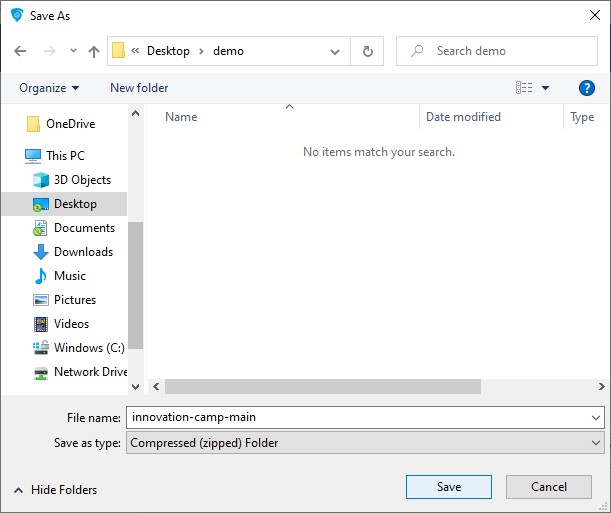 Save As
« Desktop › demo
Search demo
Organize
New folder
?
OneDrive
This PC
3D Objects
Desktop
Documents
Downloads
Music
Pictures
Videos
Windows (C:)
Network Drive
Name
Date modified
Type
No items match your search.
File name: innovation-camp-main
Save as type: Compressed (zipped) Folder
Hide Folders
Save
Cancel